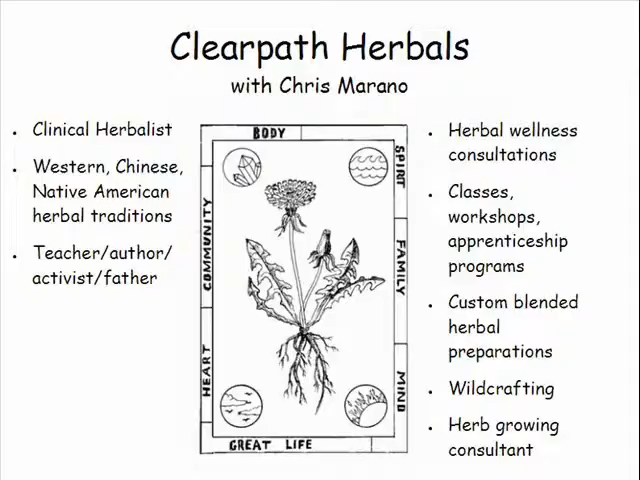 Clearpath Herbals
with Chris Marano
. Clinical Herbalist
. Western, Chinese,
Native American
herbal traditions
. Teacher/author/
activist/father
BODY
SPIRIT
COMMUNITY
FAMILY
HEART
MIND
GREAT LIFE
. Herbal wellness
consultations
. Classes,
workshops,
apprenticeship
programs
. Custom blended
herbal
preparations
. Wildcrafting
. Herb growing
consultant